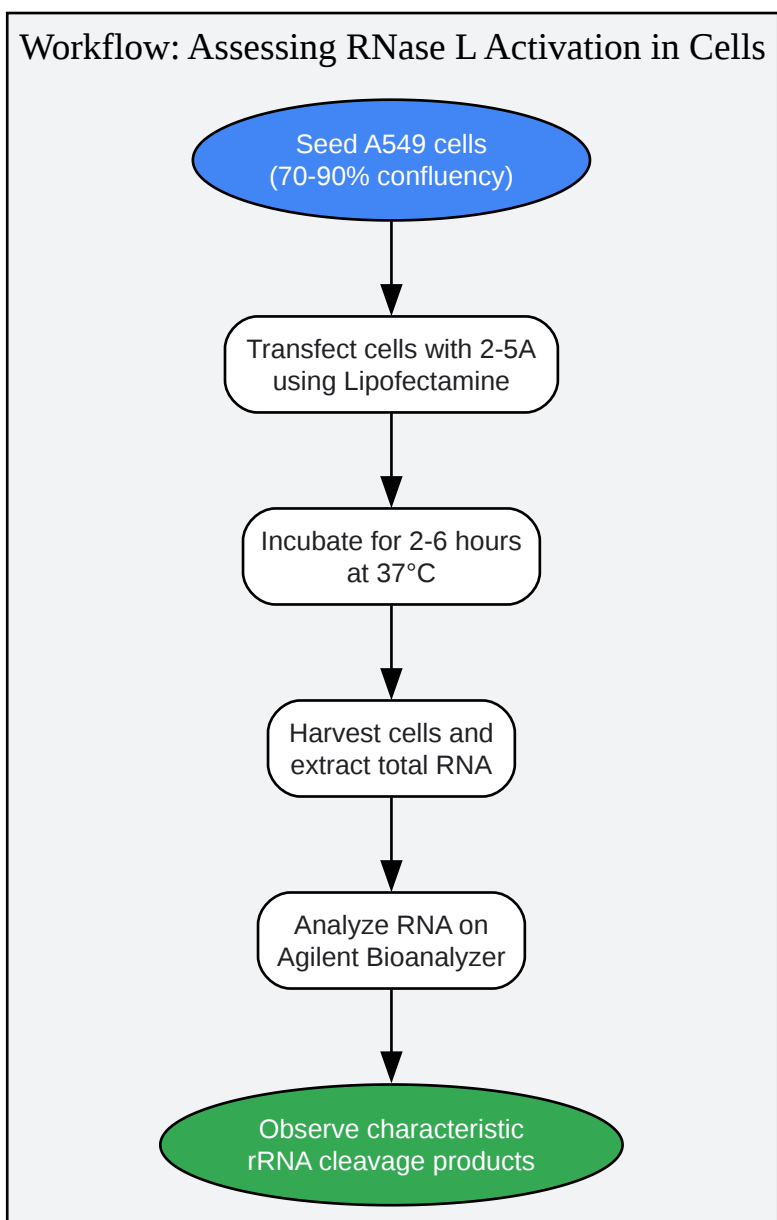 Workflow: Assessing RNase L Activation in Cells
Seed A549 cells
(70-90% confluency)
Transfect cells with 2-5A
using Lipofectamine
Incubate for 2-6 hours
at 37°C
Harvest cells and
extract total RNA
Analyze RNA on
Agilent Bioanalyzer
Observe characteristic
rRNA cleavage products